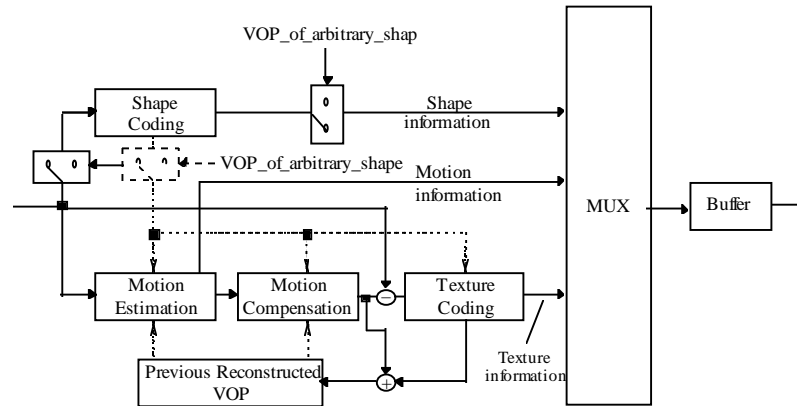 VOP_of_arbitrary_shap
Shape
Coding
Shape
information
VOP_of_arbitrary_shape
Motion
information
MUX
Buffer
Motion
Estimation
Motion
Compensation
Texture
Coding
Texture
information
Previous Reconstructed
VOP